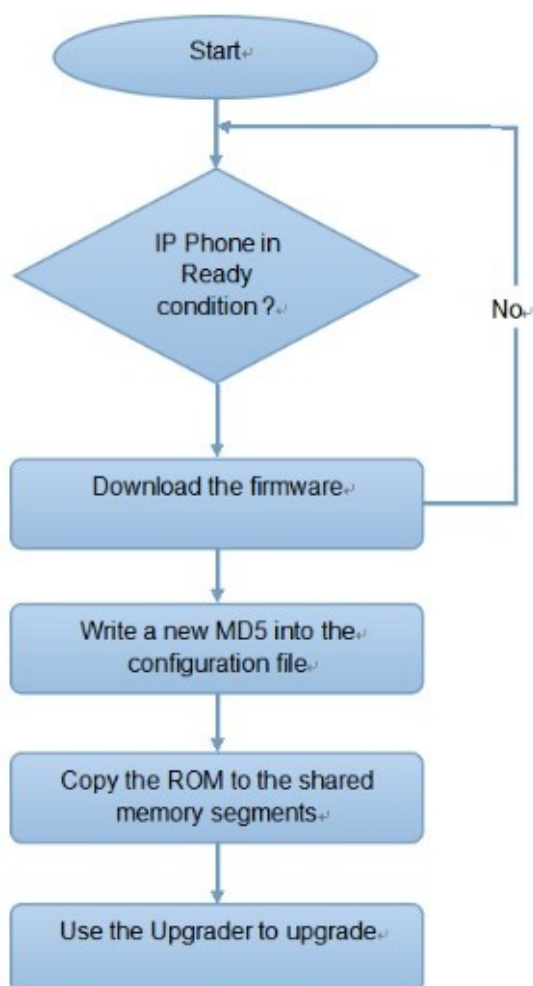 Start
IP Phone in
Ready
condition?
No
Download the firmware
Write a new MD5 into the
configuration file
Copy the ROM to the shared
memory segments
Use the Upgrader to upgrade